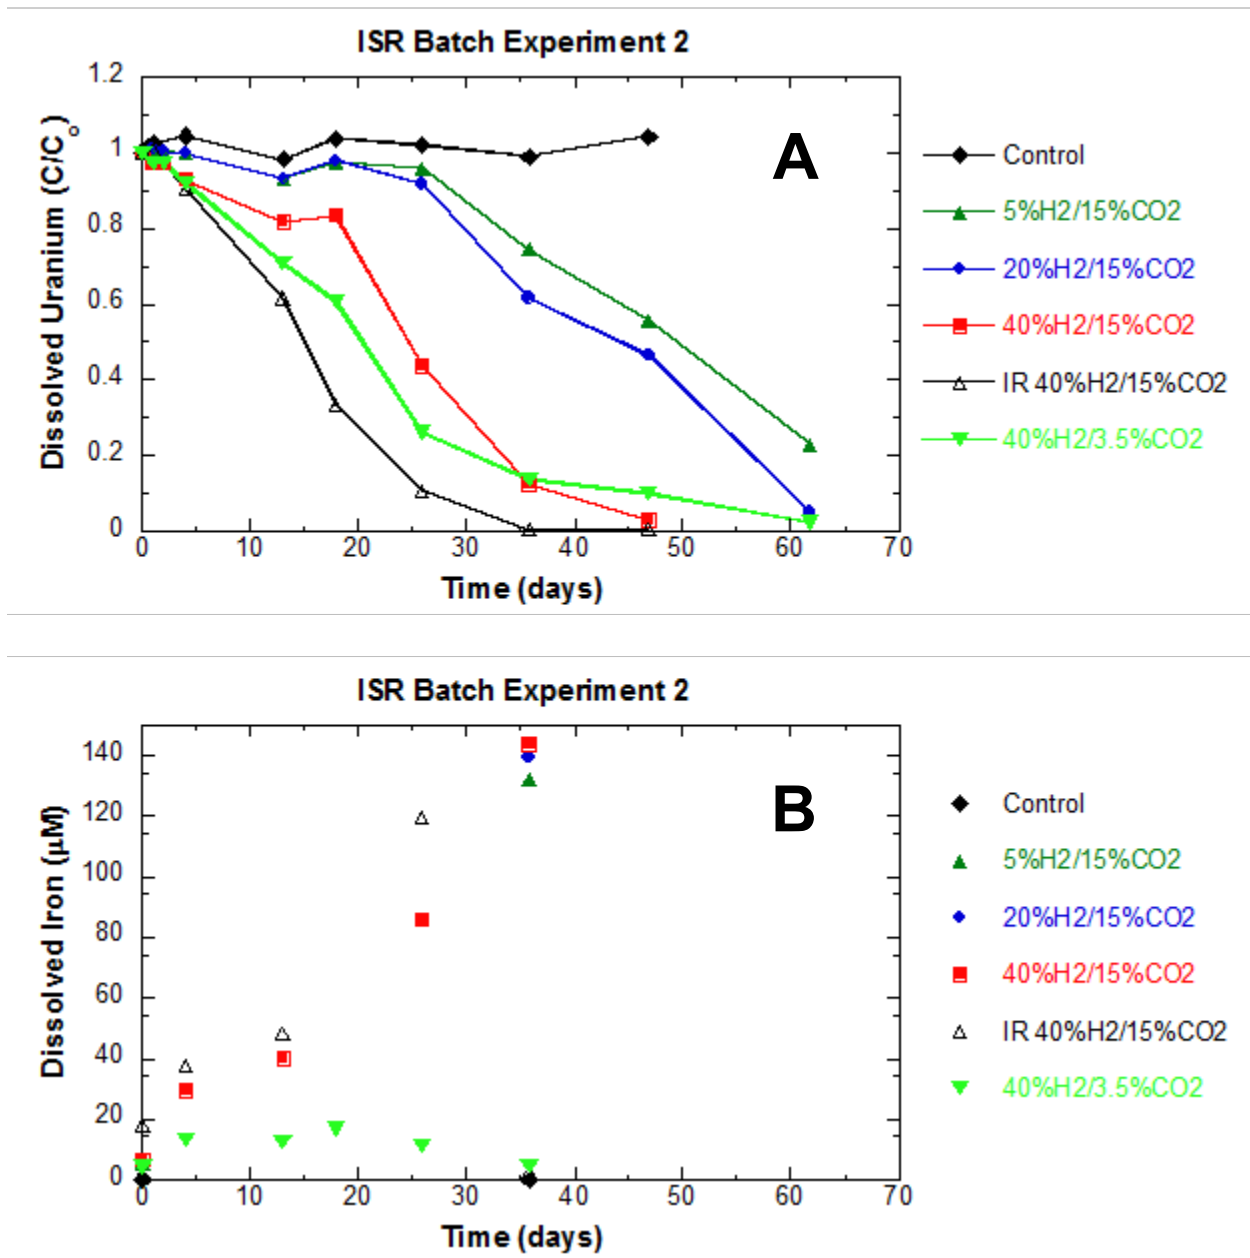 ISR Batch Experiment 2
1.2
1
0.8
0.6
0.4
0.2
0
Dissolved Uranium (C/Co)
A
Control
5%H2/15%CO2
20%H2/15%CO2
40%H2/15%CO2
IR 40%H2/15%CO2
40%H2/3.5%CO2
0 10 20 30 40 50 60 70
Time (days)
ISR Batch Experiment 2
140
120
100
80
60
40
20
0
Dissolved Iron (μM)
B
Control
5%H2/15%CO2
20%H2/15%CO2
40%H2/15%CO2
IR 40%H2/15%CO2
40%H2/3.5%CO2
0 10 20 30 40 50 60 70
Time (days)